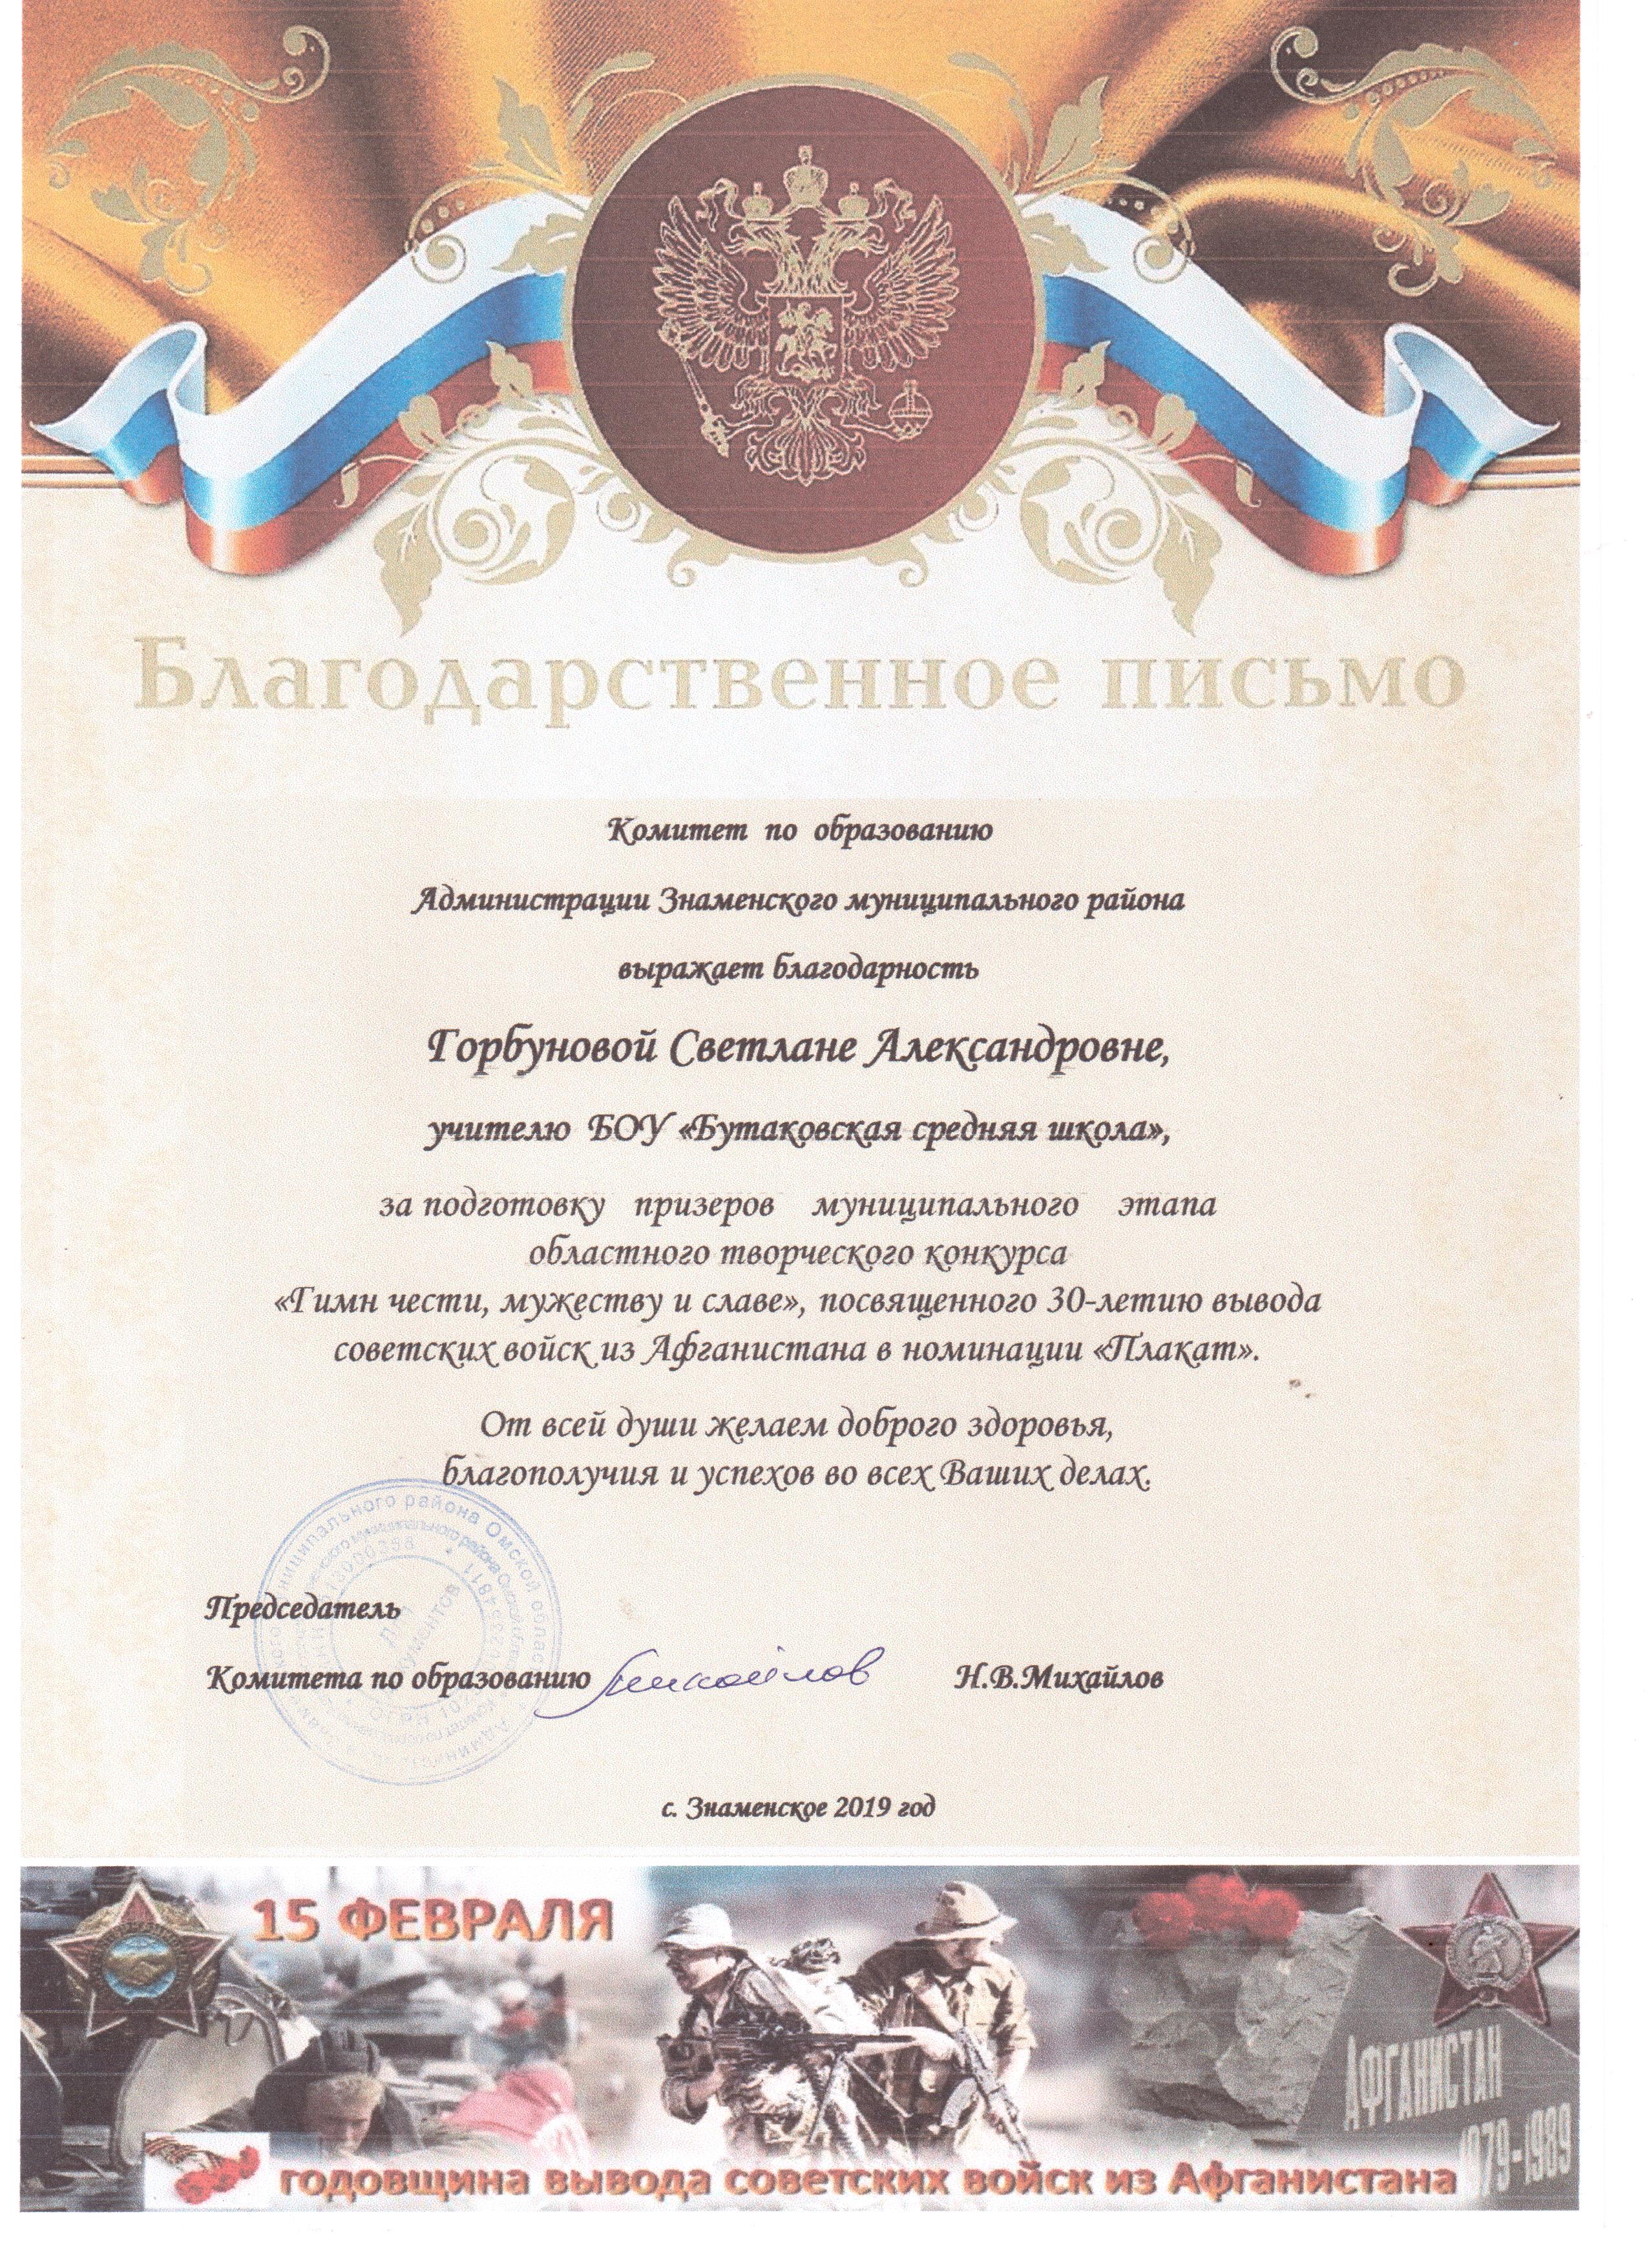 Благодарственное письмо
Комитет по образованию
Администрации Знаменского муниципального района
выражает благодарность
Горбуновой Светлане Александровне,
учителю БОУ «Бутаковская средняя школа»,
за подготовку призеров муниципального этапа
областного творческого конкурса
«Гимн чести, мужеству и славе», посвященного 30-летию вывода
советских войск из Афганистана в номинации «Плакат».
От всей души желаем доброго здоровья,
благополучия и успехов во всех Ваших делах.
муниципального района Омской
Председатель
Комитета по образованию
Н.В.Михайлов
с. Знаменское 2019 год
15 ФЕВРАЛЯ
АФГАНИСТАН
1979-1989
годовщина вывода советских войск из Афганистана